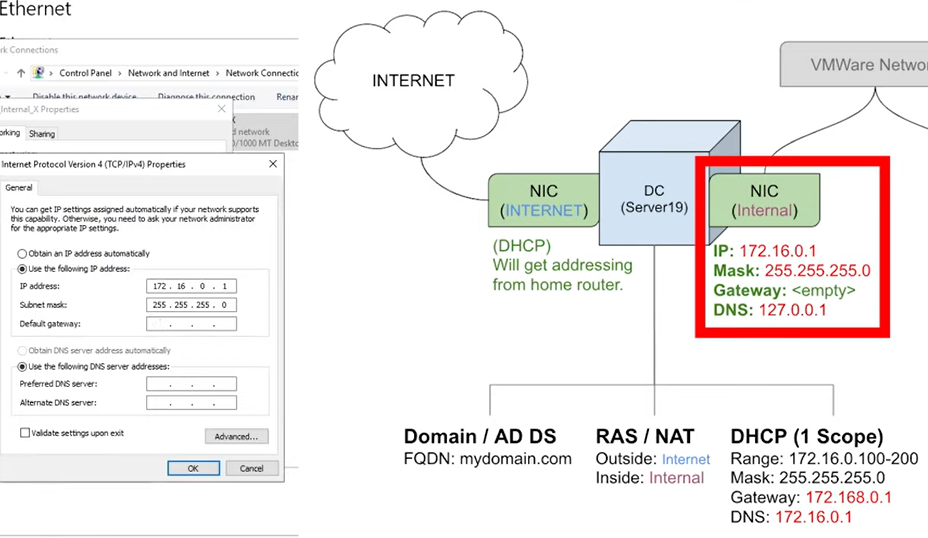 Ethernet
rk Connections
Control Panel > Network and Internet > Network Connectio
Disable this network device Diagnose this connection Renar
_Internal_X Properties
orking Sharing
X
d network
0/1000 MT Deskto
Internet Protocol Version 4 (TCP/IPv4) Properties
General
You can get IP settings assigned automatically if your network supports
this capability. Otherwise, you need to ask your network administrator
for the appropriate IP settings.
Obtain an IP address automatically
Use the following IP address:
IP address: 172 . 16 . 0 . 1
Subnet mask: 255 . 255 . 255 . 0
Default gateway: . . .
Obtain DNS server address automatically
Use the following DNS server addresses:
Preferred DNS server: . . .
Alternate DNS server: . . .
Validate settings upon exit
Advanced...
OK Cancel
INTERNET
VMWare Networ
NIC
(INTERNET)
DC
(Server19)
NIC
(Internal)
(DHCP)
Will get addressing
from home router.
IP: 172.16.0.1
Mask: 255.255.255.0
Gateway: <empty>
DNS: 127.0.0.1
Domain / AD DS
FQDN: mydomain.com
RAS / NAT
Outside: Internet
Inside: Internal
DHCP (1 Scope)
Range: 172.16.0.100-200
Mask: 255.255.255.0
Gateway: 172.168.0.1
DNS: 172.16.0.1